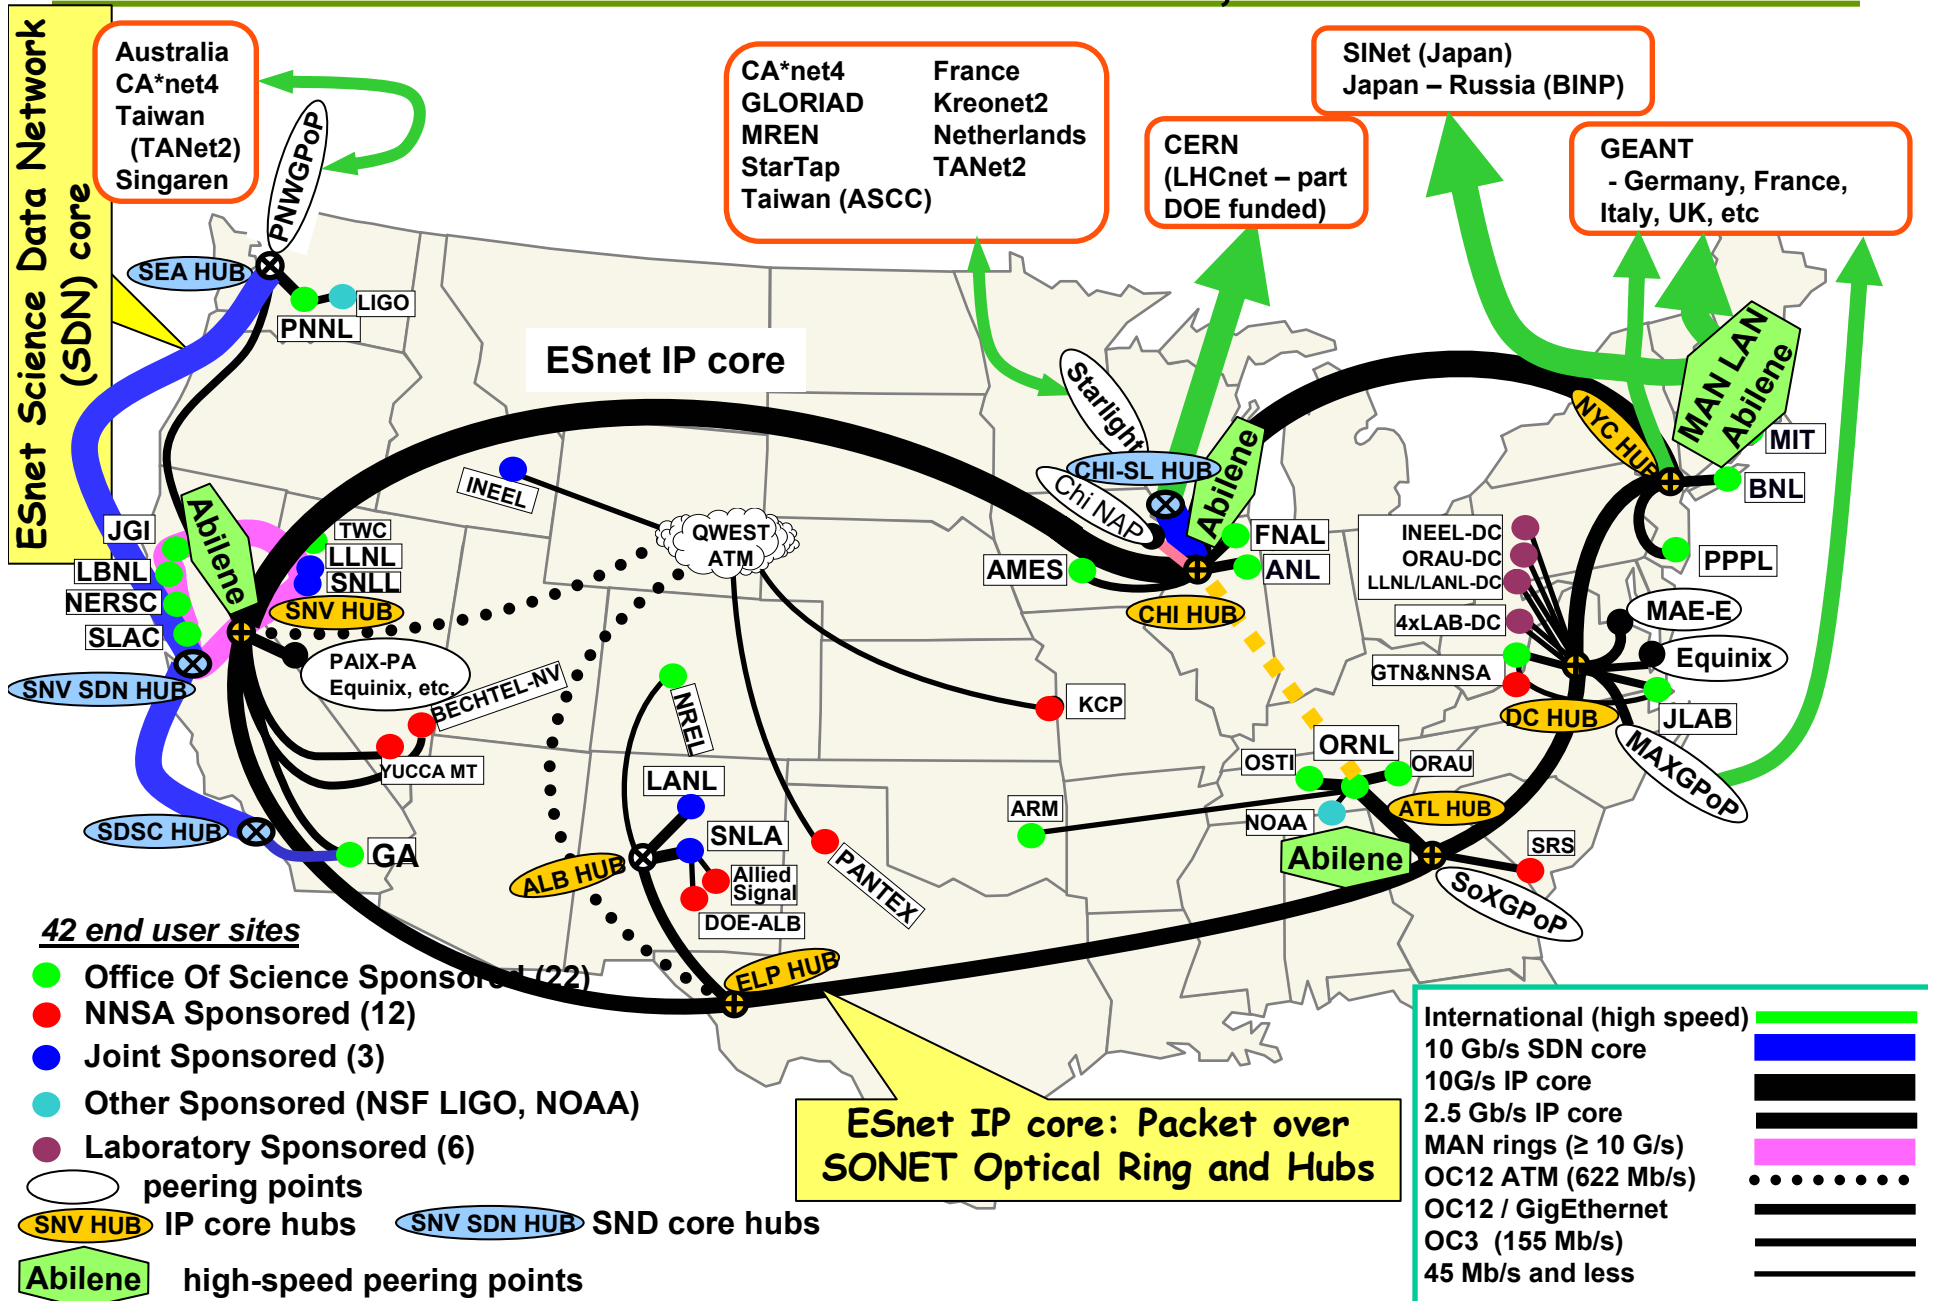 ESnet Science Data Network
(SDN) core
Australia
CA*net4
Taiwan
(TANet2)
Singaren
PNWGPoP
CA*net4
GLORIAD
MREN
StarTap
Taiwan (ASCC)
France
Kreonet2
Netherlands
TANet2
CERN
(LHCnet – part
DOE funded)
SINet (Japan)
Japan – Russia (BINP)
GEANT
- Germany, France,
Italy, UK, etc
SEA HUB
LIGO
PNNL
ESnet IP core
Starlight
CHI-SL HUB
Chi NAP
Abilene
NYC HUB
MAN LAN
Abilene
MIT
BNL
INEEL
QWEST
ATM
FNAL
ANL
AMES
CHI HUB
INEEL-DC
ORAU-DC
LLNL/LANL-DC
4xLAB-DC
GTN&NNSA
PPPL
MAE-E
Equinix
JLAB
DC HUB
MAXGPoP
JGI
LBNL
NERSC
SLAC
Abilene
TWC
LLNL
SNLL
SNV HUB
PAIX-PA
Equinix, etc.
SNV SDN HUB
BECHTEL-NV
YUCCA MT
NREL
KCP
LANL
SNLA
Allied
Signal
DOE-ALB
ALB HUB
PANTEX
SDSC HUB
GA
ELP HUB
ARM
OSTI
ORNL
ORAU
NOAA
ATL HUB
Abilene
SRS
SoXGPoP
42 end user sites
Office Of Science Sponsored (22)
NNSA Sponsored (12)
Joint Sponsored (3)
Other Sponsored (NSF LIGO, NOAA)
Laboratory Sponsored (6)
peering points
SNV HUB IP core hubs
SNV SDN HUB SND core hubs
Abilene high-speed peering points
ESnet IP core: Packet over
SONET Optical Ring and Hubs
International (high speed)
10 Gb/s SDN core
10G/s IP core
2.5 Gb/s IP core
MAN rings (≥ 10 G/s)
OC12 ATM (622 Mb/s)
OC12 / GigEthernet
OC3 (155 Mb/s)
45 Mb/s and less